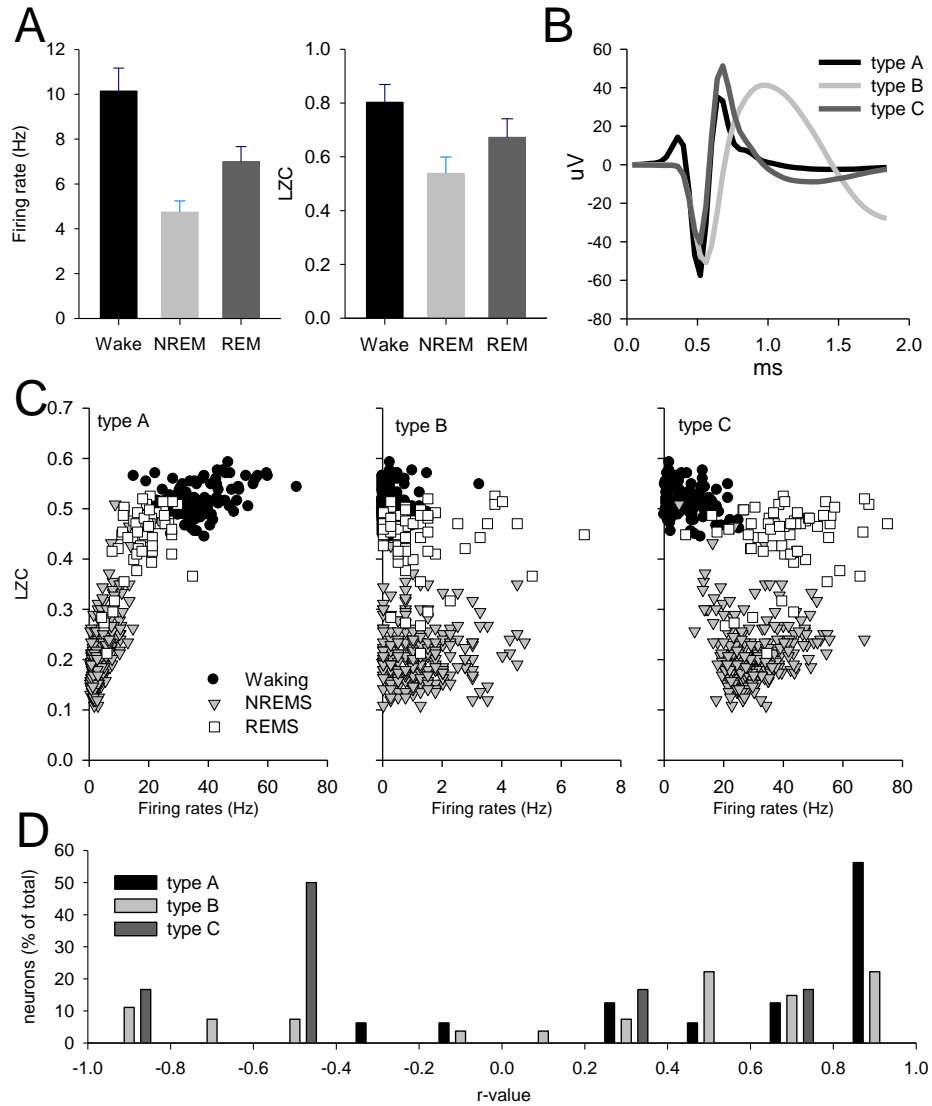 A
Firing rate (Hz)
12
10
8
6
4
2
0
Wake NREM REM
LZC
1.0
0.8
0.6
0.4
0.2
0.0
Wake NREM REM
B
uV
60
40
20
0
-20
-40
-60
-80
0.0 0.5 1.0 1.5 2.0
ms
type A
type B
type C
C
LZC
0.7
0.6
0.5
0.4
0.3
0.2
0.1
0.0
type A
Waking
NREMS
REMS
0 20 40 60 80
Firing rates (Hz)
type B
0 2 4 6 8
Firing rates (Hz)
type C
0 20 40 60 80
Firing rates (Hz)
D
neurons (% of total)
60
50
40
30
20
10
0
type A
type B
type C
-1.0 -0.8 -0.6 -0.4 -0.2 0.0 0.2 0.4 0.6 0.8 1.0
r-value